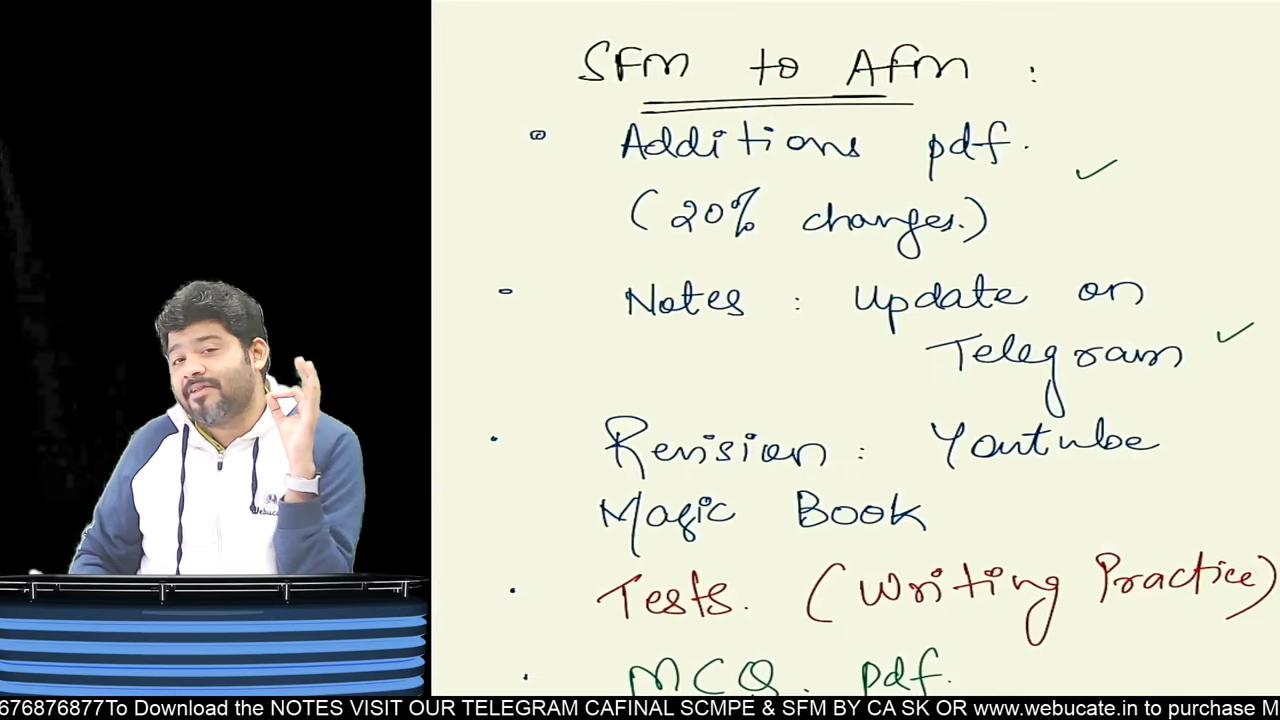 SFM to AFM :
Additions pdf.
(20% changes.)
Notes : Update on
Telegram
Revision : Youtube
Magic Book
Tests. (Writing Practice)
MCQ. pdf.
Webuca
676876877To Download the NOTES VISIT OUR TELEGRAM CAFINAL SCMPE & SFM BY CA SK OR www.webucate.in to purchase M